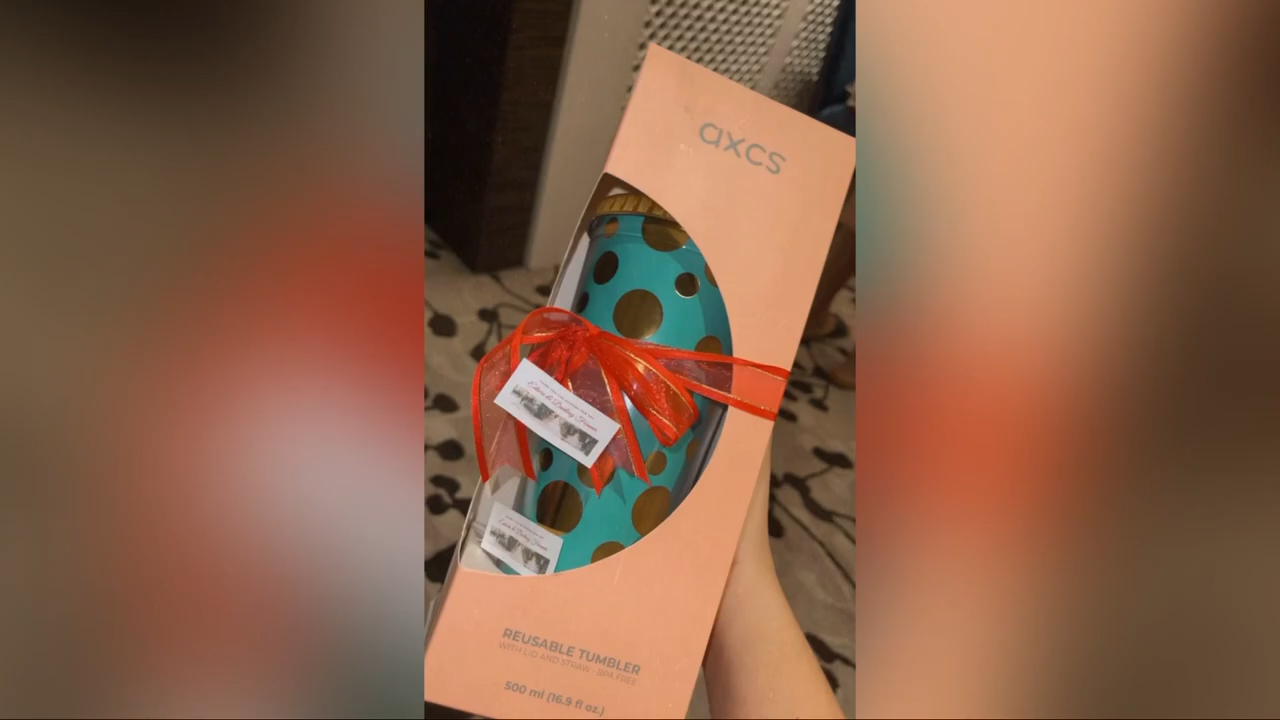 axcs
REUSABLE TUMBLER
WITH LID AND STRAW - BPA FREE
500 ml (16.9 fl oz.)